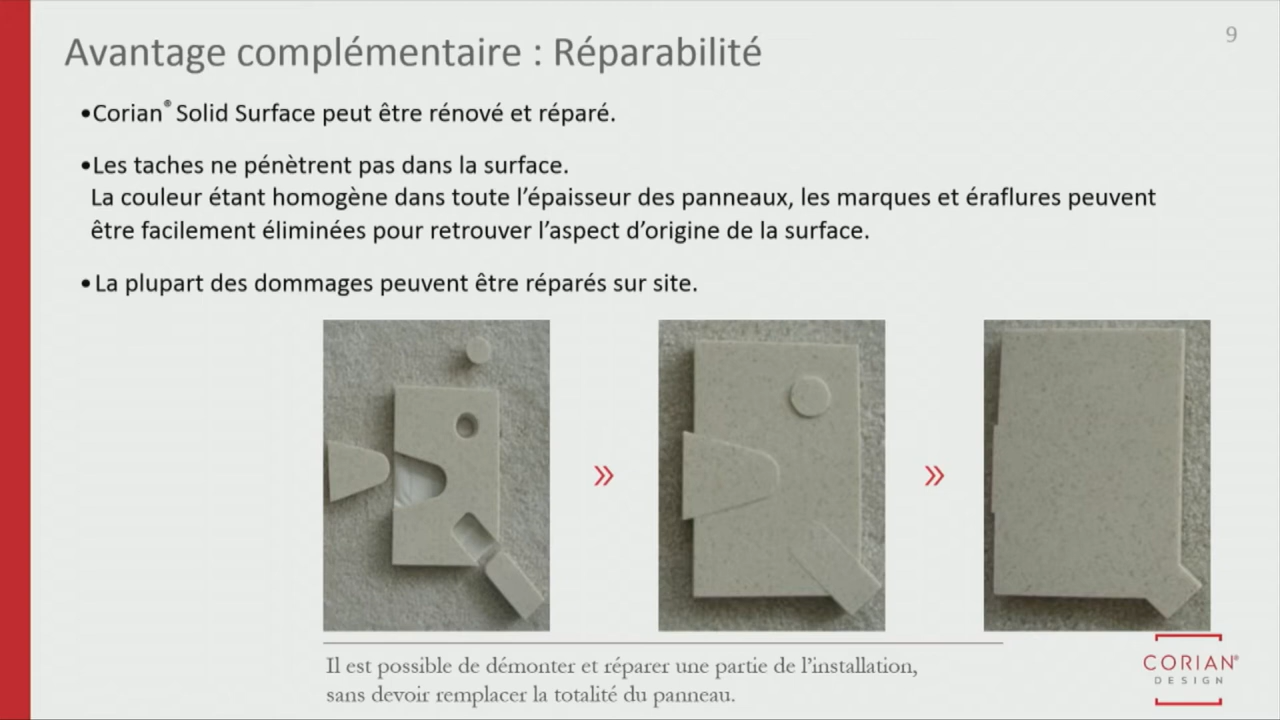 Avantage complémentaire : Réparabilité
9
•Corian® Solid Surface peut être rénové et réparé.
•Les taches ne pénètrent pas dans la surface.
La couleur étant homogène dans toute l’épaisseur des panneaux, les marques et éraflures peuvent
être facilement éliminées pour retrouver l’aspect d’origine de la surface.
•La plupart des dommages peuvent être réparés sur site.
»
»
Il est possible de démonter et réparer une partie de l’installation,
sans devoir remplacer la totalité du panneau.
CORIAN®
DESIGN